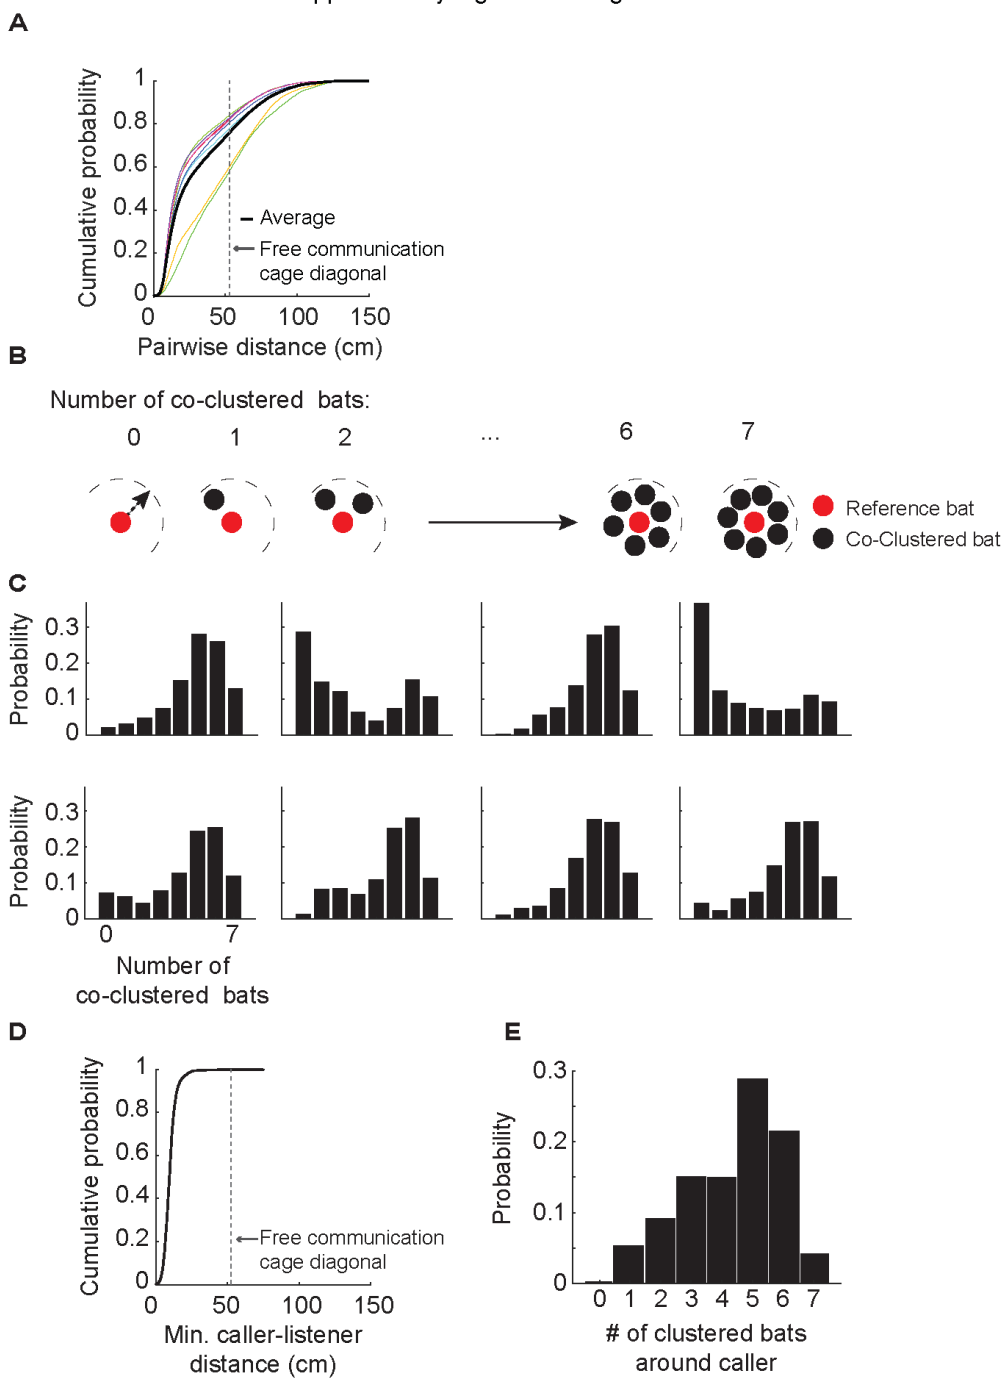 A
Cumulative probability
1
0.8
0.6
0.4
0.2
0
Average
Free communication
cage diagonal
0 50 100 150
Pairwise distance (cm)
B
Number of co-clustered bats:
0 1 2 ... 6 7
Reference bat
Co-Clustered bat
C
Probability
0.3
0.2
0.1
0
Probability
0.3
0.2
0.1
0
0 7
Number of
co-clustered bats
D
Cumulative probability
1
0.8
0.6
0.4
0.2
0
Free communication
cage diagonal
0 50 100 150
Min. caller-listener
distance (cm)
E
Probability
0.3
0.2
0.1
0
0 1 2 3 4 5 6 7
# of clustered bats
around caller